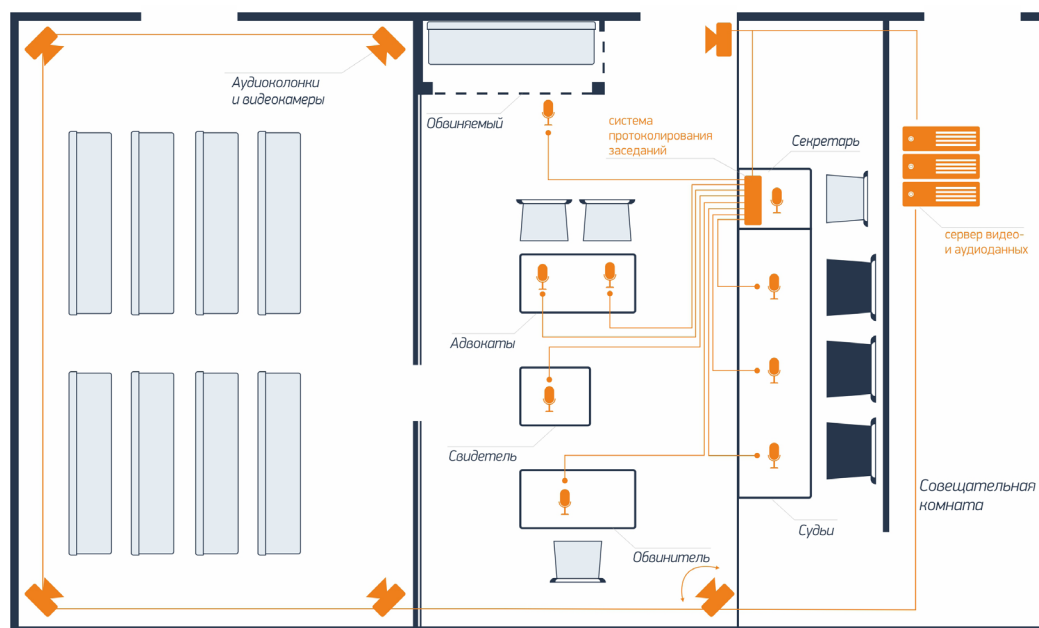 Аудиоколонки
и видеокамеры
Обвиняемый
система
протоколирования
заседаний
Секретарь
сервер видео-
и аудиоданных
Адвокаты
Свидетель
Обвинитель
Судьи
Совещательная
комната